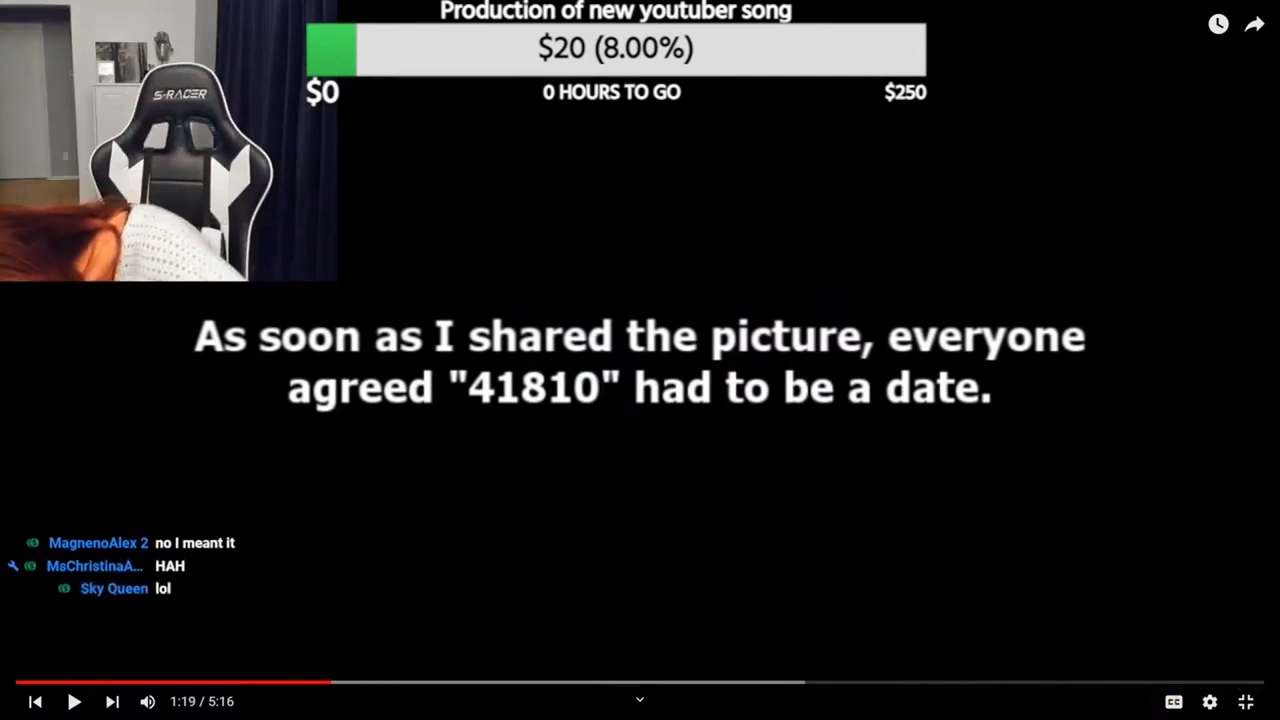 Production of new youtuber song
$20 (8.00%)
$0 0 HOURS TO GO $250
S-RACER
As soon as I shared the picture, everyone
agreed "41810" had to be a date.
MagnenoAlex 2 no I meant it
MsChristinaA... HAH
Sky Queen lol
1:19 / 5:16
CC